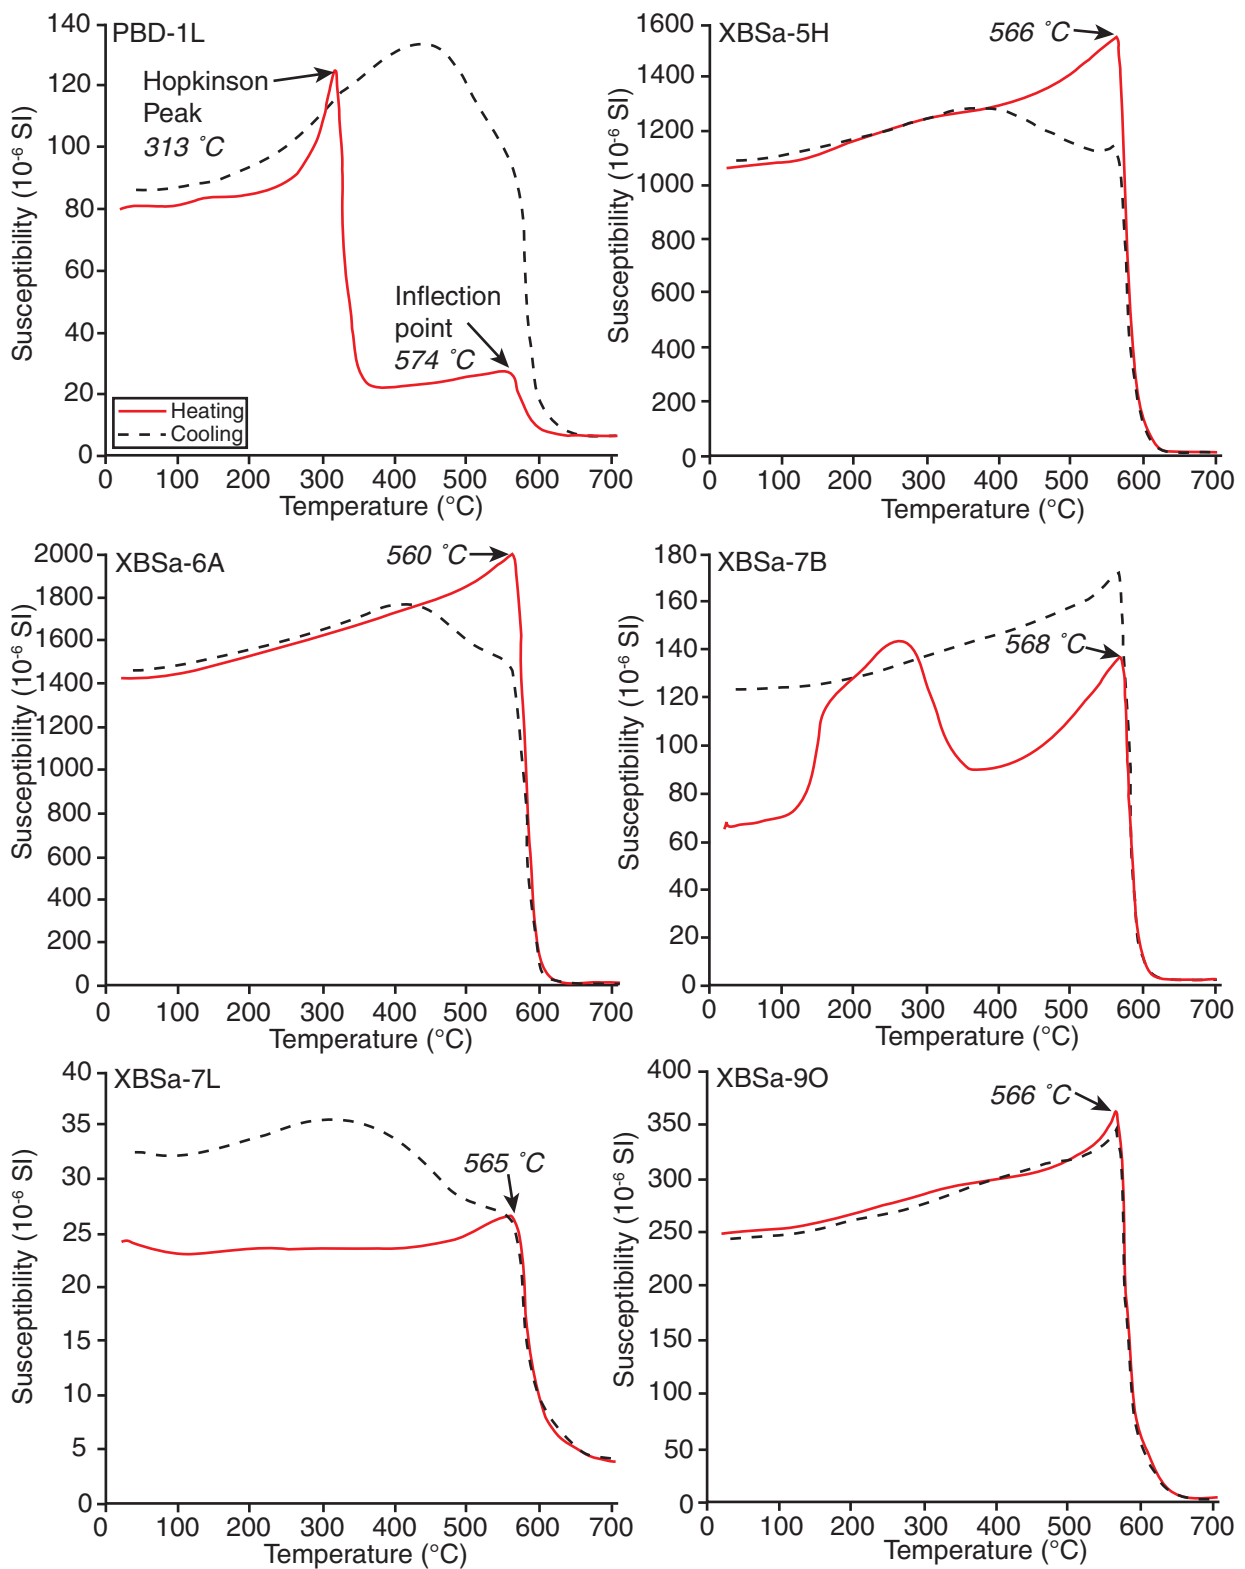 PBD-1L
Susceptibility (10⁻⁶ SI)
140
120
100
80
60
40
20
0
Hopkinson
Peak
313 ˚C
Inflection
point
574 ˚C
Heating
Cooling
0 100 200 300 400 500 600 700
Temperature (°C)
XBSa-5H
Susceptibility (10⁻⁶ SI)
1600
1400
1200
1000
800
600
400
200
0
566 ˚C
0 100 200 300 400 500 600 700
Temperature (°C)
XBSa-6A
Susceptibility (10⁻⁶ SI)
2000
1800
1600
1400
1200
1000
800
600
400
200
0
560 ˚C
0 100 200 300 400 500 600 700
Temperature (°C)
XBSa-7B
Susceptibility (10⁻⁶ SI)
180
160
140
120
100
80
60
40
20
0
568 ˚C
0 100 200 300 400 500 600 700
Temperature (°C)
XBSa-7L
Susceptibility (10⁻⁶ SI)
40
35
30
25
20
15
10
5
0
565 ˚C
0 100 200 300 400 500 600 700
Temperature (°C)
XBSa-9O
Susceptibility (10⁻⁶ SI)
400
350
300
250
200
150
100
50
0
566 ˚C
0 100 200 300 400 500 600 700
Temperature (°C)